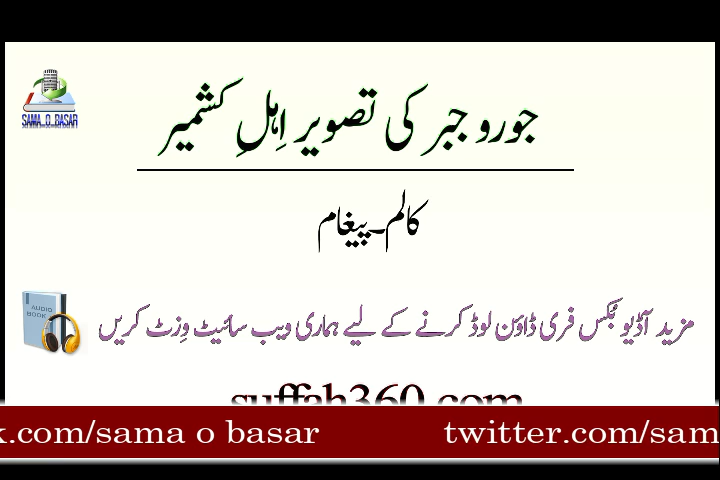 SAMA_O_BASAR
جور و جبر کی تصویر اہلِ کشمیر
کالم۔پیغام
AUDIO
BOOK
مزید آڈیو بُکس فری ڈاؤن لوڈ کرنے کے لیے ہماری ویب سائیٹ وِزٹ کریں
suffah360.com
k.com/sama o basar twitter.com/sam